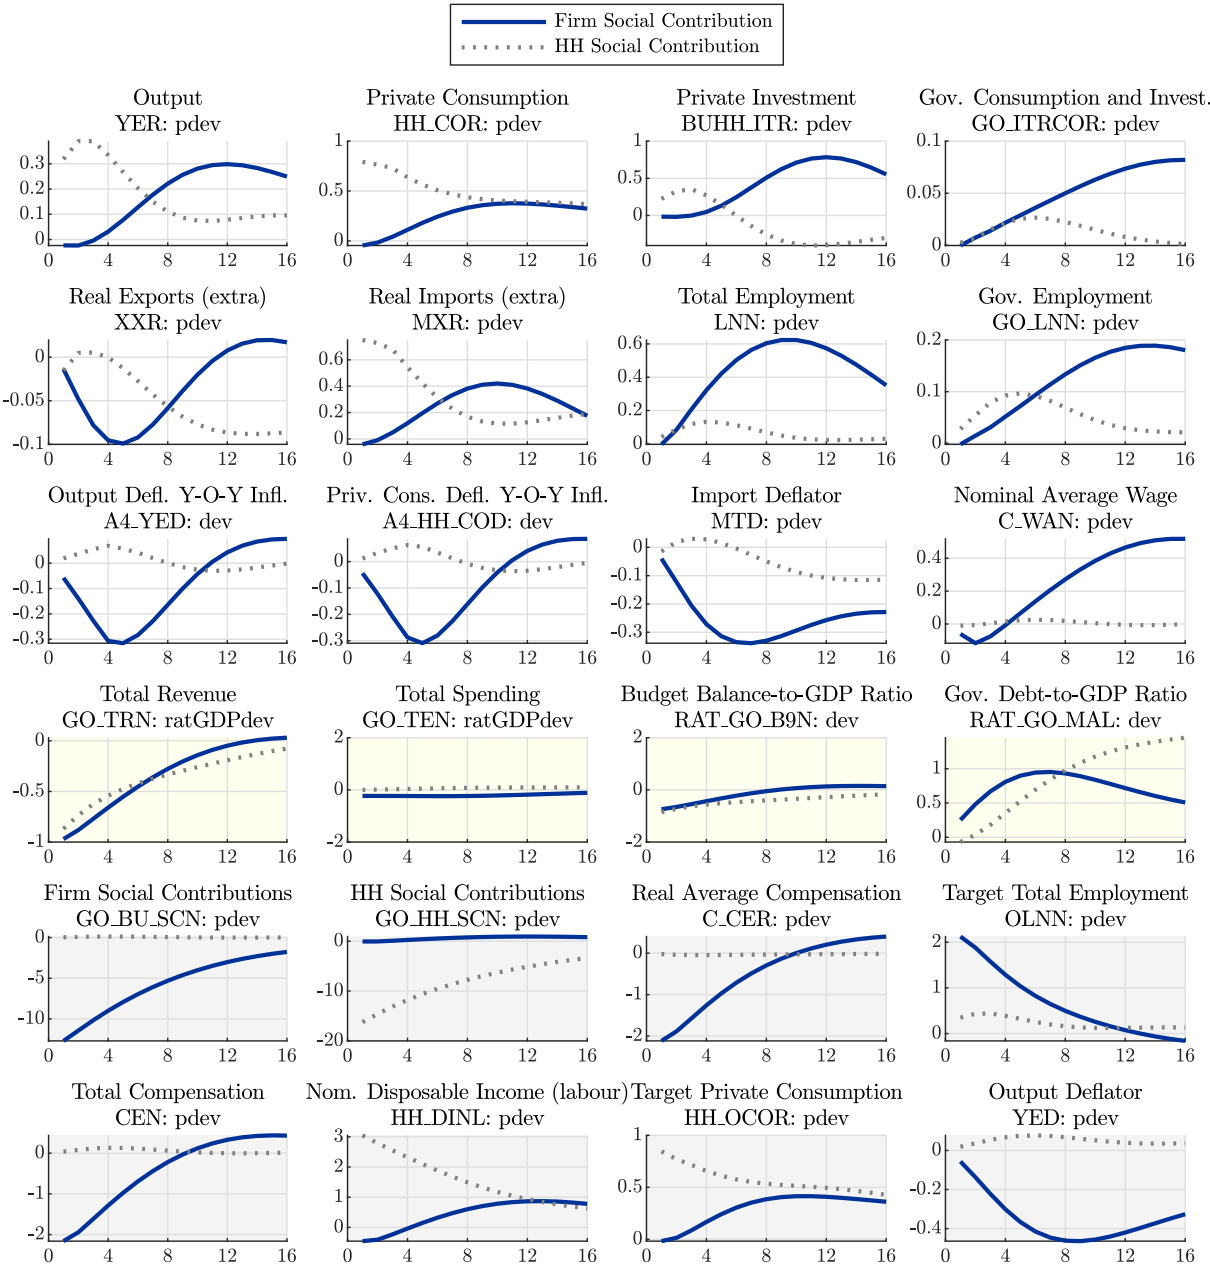 Firm Social Contribution
HH Social Contribution
Output
YER: pdev
0.3
0.2
0.1
0
0 4 8 12 16
Private Consumption
HH_COR: pdev
1
0.5
0
0 4 8 12 16
Private Investment
BUHH_ITR: pdev
1
0.5
0
0 4 8 12 16
Gov. Consumption and Invest.
GO_ITRCOR: pdev
0.1
0.05
0
0 4 8 12 16
Real Exports (extra)
XXR: pdev
0
-0.05
-0.1
0 4 8 12 16
Real Imports (extra)
MXR: pdev
0.6
0.4
0.2
0
0 4 8 12 16
Total Employment
LNN: pdev
0.6
0.4
0.2
0
0 4 8 12 16
Gov. Employment
GO_LNN: pdev
0.2
0.1
0
0 4 8 12 16
Output Defl. Y-O-Y Infl.
A4_YED: dev
0
-0.1
-0.2
-0.3
0 4 8 12 16
Priv. Cons. Defl. Y-O-Y Infl.
A4_HH_COD: dev
0
-0.1
-0.2
-0.3
0 4 8 12 16
Import Deflator
MTD: pdev
0
-0.1
-0.2
-0.3
0 4 8 12 16
Nominal Average Wage
C_WAN: pdev
0.4
0.2
0
0 4 8 12 16
Total Revenue
GO_TRN: ratGDPdev
0
-0.5
-1
0 4 8 12 16
Total Spending
GO_TEN: ratGDPdev
2
0
-2
0 4 8 12 16
Budget Balance-to-GDP Ratio
RAT_GO_B9N: dev
2
0
-2
0 4 8 12 16
Gov. Debt-to-GDP Ratio
RAT_GO_MAL: dev
1
0.5
0
0 4 8 12 16
Firm Social Contributions
GO_BU_SCN: pdev
0
-5
-10
0 4 8 12 16
HH Social Contributions
GO_HH_SCN: pdev
0
-10
-20
0 4 8 12 16
Real Average Compensation
C_CER: pdev
0
-1
-2
0 4 8 12 16
Target Total Employment
OLNN: pdev
2
1
0
0 4 8 12 16
Total Compensation
CEN: pdev
0
-1
-2
0 4 8 12 16
Nom. Disposable Income (labour)
HH_DINL: pdev
3
2
1
0
0 4 8 12 16
Target Private Consumption
HH_OCOR: pdev
1
0.5
0
0 4 8 12 16
Output Deflator
YED: pdev
0
-0.2
-0.4
0 4 8 12 16